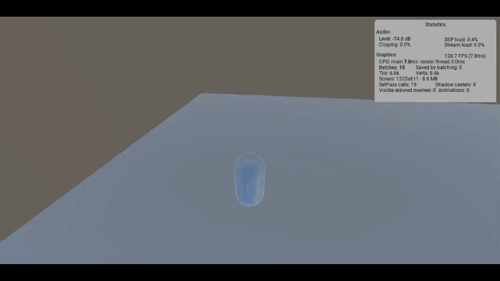 Statistics
Audio:
Level: -74.8 dB DSP load: 0.4%
Clipping: 0.0% Stream load: 0.0%
Graphics: 128.7 FPS (7.8ms)
CPU: main 7.8ms render thread 0.0ms
Batches: 15 Saved by batching: 0
Tris: 6.6k Verts: 8.4k
Screen: - 8.6 MB
SetPass calls: 19 Shadow casters: 8
Visible skinned meshes: 0 Animations: 0